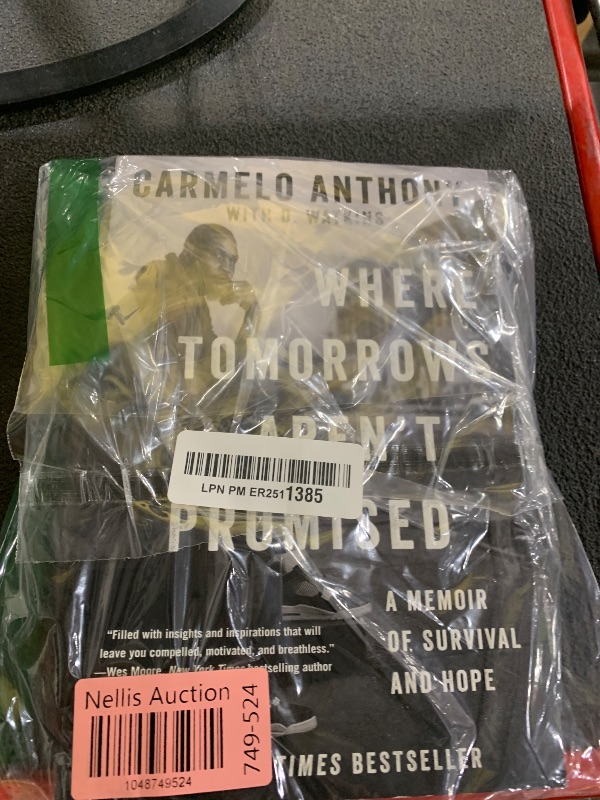 CARMELO ANTHONY
WITH D. WATKINS
WHERE
TOMORROWS
AREN'T
PROMISED
LPN PM ER2511385
A MEMOIR
OF SURVIVAL
AND HOPE
"Filled with insights and inspirations that will
leave you compelled, motivated, and breathless."
—Wes Moore, New York Times bestselling author
Nellis Auction
749-524
1048749524
TIMES BESTSELLER